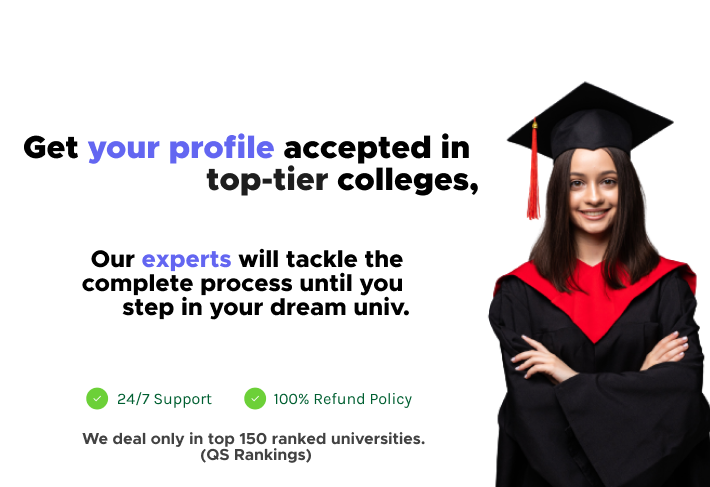 Get your profile accepted in
top-tier colleges,
Our experts will tackle the
complete process until you
step in your dream univ.
24/7 Support
100% Refund Policy
We deal only in top 150 ranked universities.
(QS Rankings)